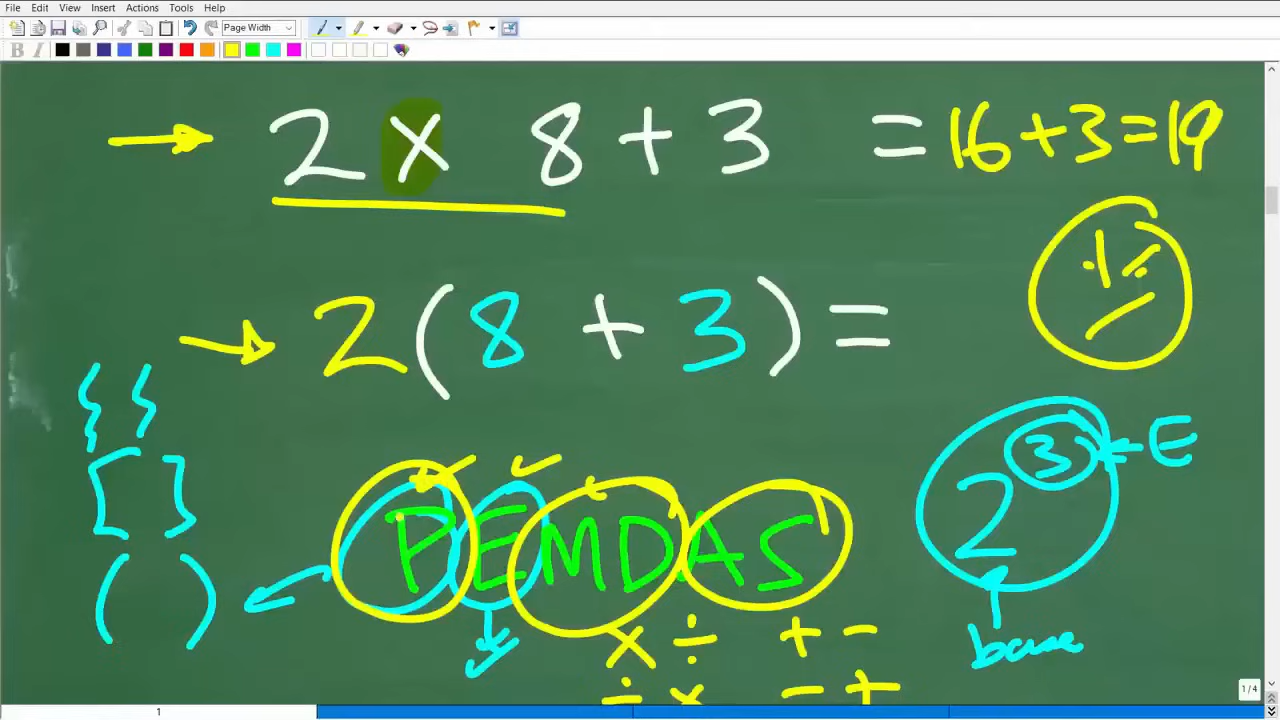 File Edit View Insert Actions Tools Help
Page Width
B I
2 x 8 + 3 = 16 + 3 = 19
2 ( 8 + 3 ) =
{ }
[ ]
( )
PEMDAS
2³ ← E
base
x ÷ + -
÷ x - +
1/4
1